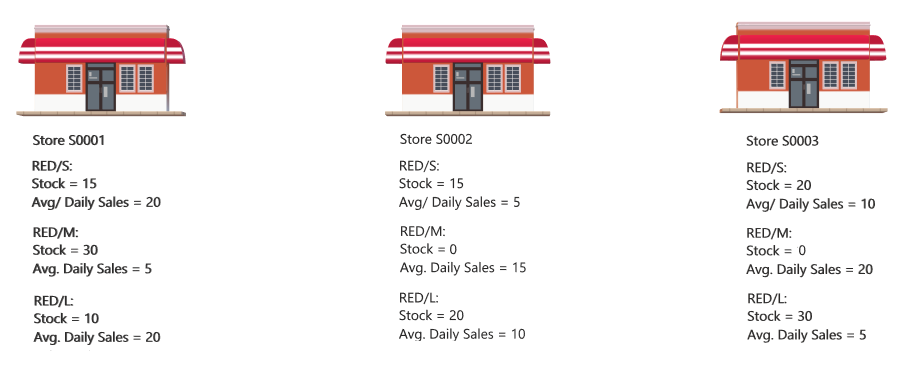 Store S0001
RED/S:
Stock = 15
Avg/ Daily Sales = 20
RED/M:
Stock = 30
Avg. Daily Sales = 5
RED/L:
Stock = 10
Avg. Daily Sales = 20
Store S0002
RED/S:
Stock = 15
Avg/ Daily Sales = 5
RED/M:
Stock = 0
Avg. Daily Sales = 15
RED/L:
Stock = 20
Avg. Daily Sales = 10
Store S0003
RED/S:
Stock = 20
Avg/ Daily Sales = 10
RED/M:
Stock = 0
Avg. Daily Sales = 20
RED/L:
Stock = 30
Avg. Daily Sales = 5